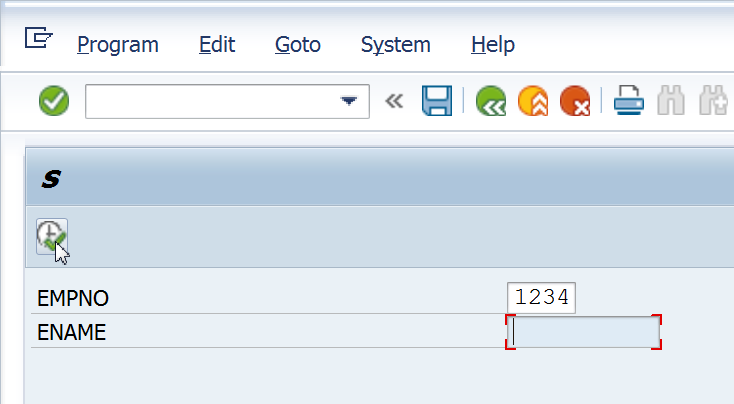 Program Edit Goto System Help
S
EMPNO 1234
ENAME